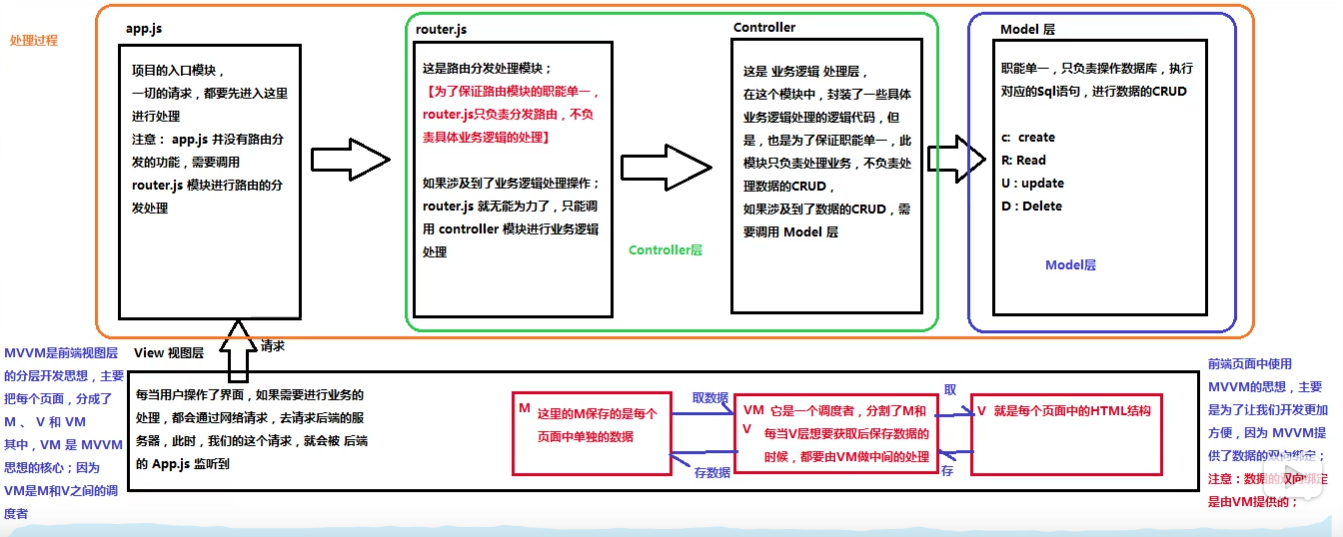 处理过程
app.js
项目的入口模块，
一切的请求，都要先进入这里
进行处理
注意： app.js 并没有路由分
发的功能，需要调用
router.js 模块进行路由的分
发处理
router.js
这是路由分发处理模块；
【为了保证路由模块的职能单一，
router.js只负责分发路由，不负
责具体业务逻辑的处理】
如果涉及到了业务逻辑处理操作；
router.js 就无能为力了，只能调
用 controller 模块进行业务逻辑
处理
Controller层
Controller
这是 业务逻辑 处理层，
在这个模块中，封装了一些具体
业务逻辑处理的逻辑代码，但
是，也是为了保证职能单一，此
模块只负责处理业务，不负责处
理数据的CRUD，
如果涉及到了数据的CRUD，需
要调用 Model 层
Model 层
职能单一，只负责操作数据库，执行
对应的Sql语句，进行数据的CRUD
c: create
R: Read
U : update
D : Delete
Model层
请求
MVVM是前端视图层
的分层开发思想，主要
把每个页面，分成了
M 、 V 和 VM
其中，VM 是 MVVM
思想的核心；因为
VM是M和V之间的调
度者
View 视图层
每当用户操作了界面，如果需要进行业务的
处理，都会通过网络请求，去请求后端的服
务器，此时，我们的这个请求，就会被 后端
的 App.js 监听到
M 这里的M保存的是每个
页面中单独的数据
取数据
存数据
VM 它是一个调度者，分割了M和
V
每当V层想要获取后保存数据的
时候，都要由VM做中间的处理
取
存
V 就是每个页面中的HTML结构
前端页面中使用
MVVM的思想，主要
是为了让我们开发更加
方便，因为 MVVM提
供了数据的双向绑定；
注意：数据的双向绑定
是由VM提供的；